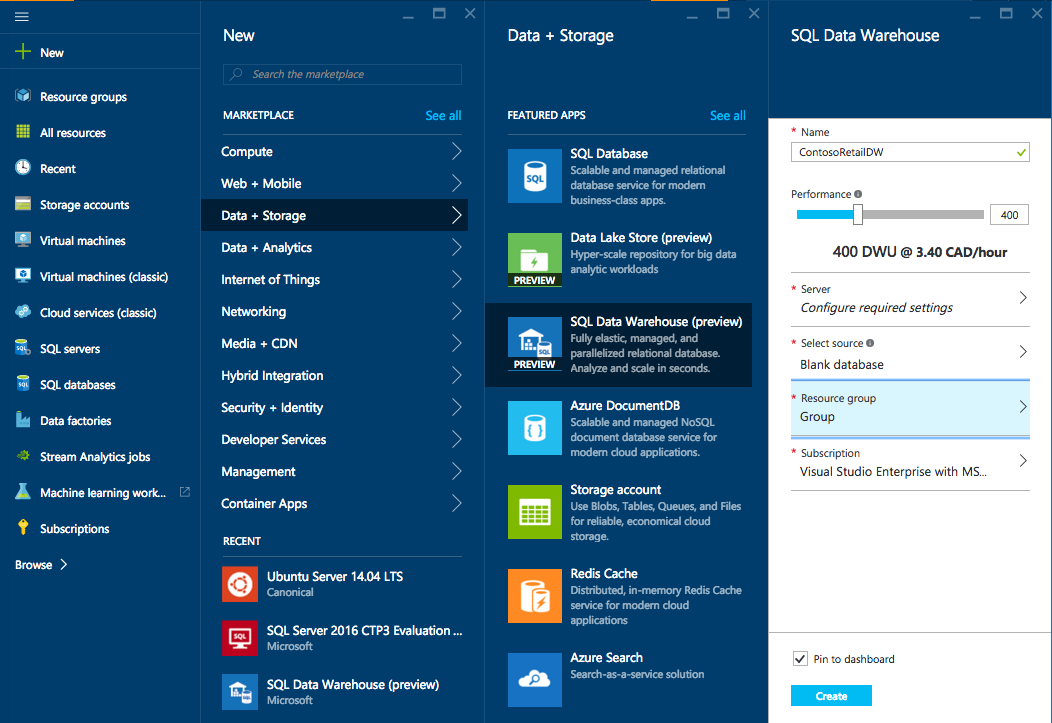 New
Resource groups
All resources
Recent
Storage accounts
Virtual machines
Virtual machines (classic)
Cloud services (classic)
SQL servers
SQL databases
Data factories
Stream Analytics jobs
Machine learning work...
Subscriptions
Browse
New
Search the marketplace
MARKETPLACE
See all
Compute
Web + Mobile
Data + Storage
Data + Analytics
Internet of Things
Networking
Media + CDN
Hybrid Integration
Security + Identity
Developer Services
Management
Container Apps
RECENT
Ubuntu Server 14.04 LTS
Canonical
SQL
SQL Server 2016 CTP3 Evaluation ...
Microsoft
SQL Data Warehouse (preview)
Microsoft
Data + Storage
FEATURED APPS
See all
SQL
SQL Database
Scalable and managed relational
database service for modern
business-class apps.
PREVIEW
Data Lake Store (preview)
Hyper-scale repository for big data
analytic workloads
SQL
PREVIEW
SQL Data Warehouse (preview)
Fully elastic, managed, and
parallelized relational database.
Analyze and scale in seconds.
Azure DocumentDB
Scalable and managed NoSQL
document database service for
modern cloud applications.
Storage account
Use Blobs, Tables, Queues, and Files
for reliable, economical cloud
storage.
Redis Cache
Distributed, in-memory Redis Cache
service for modern cloud
applications
Azure Search
Search-as-a-service solution
SQL Data Warehouse
* Name
ContosoRetailDW
Performance
400
400 DWU @ 3.40 CAD/hour
* Server
Configure required settings
* Select source
Blank database
* Resource group
Group
* Subscription
Visual Studio Enterprise with MS...
Pin to dashboard
Create